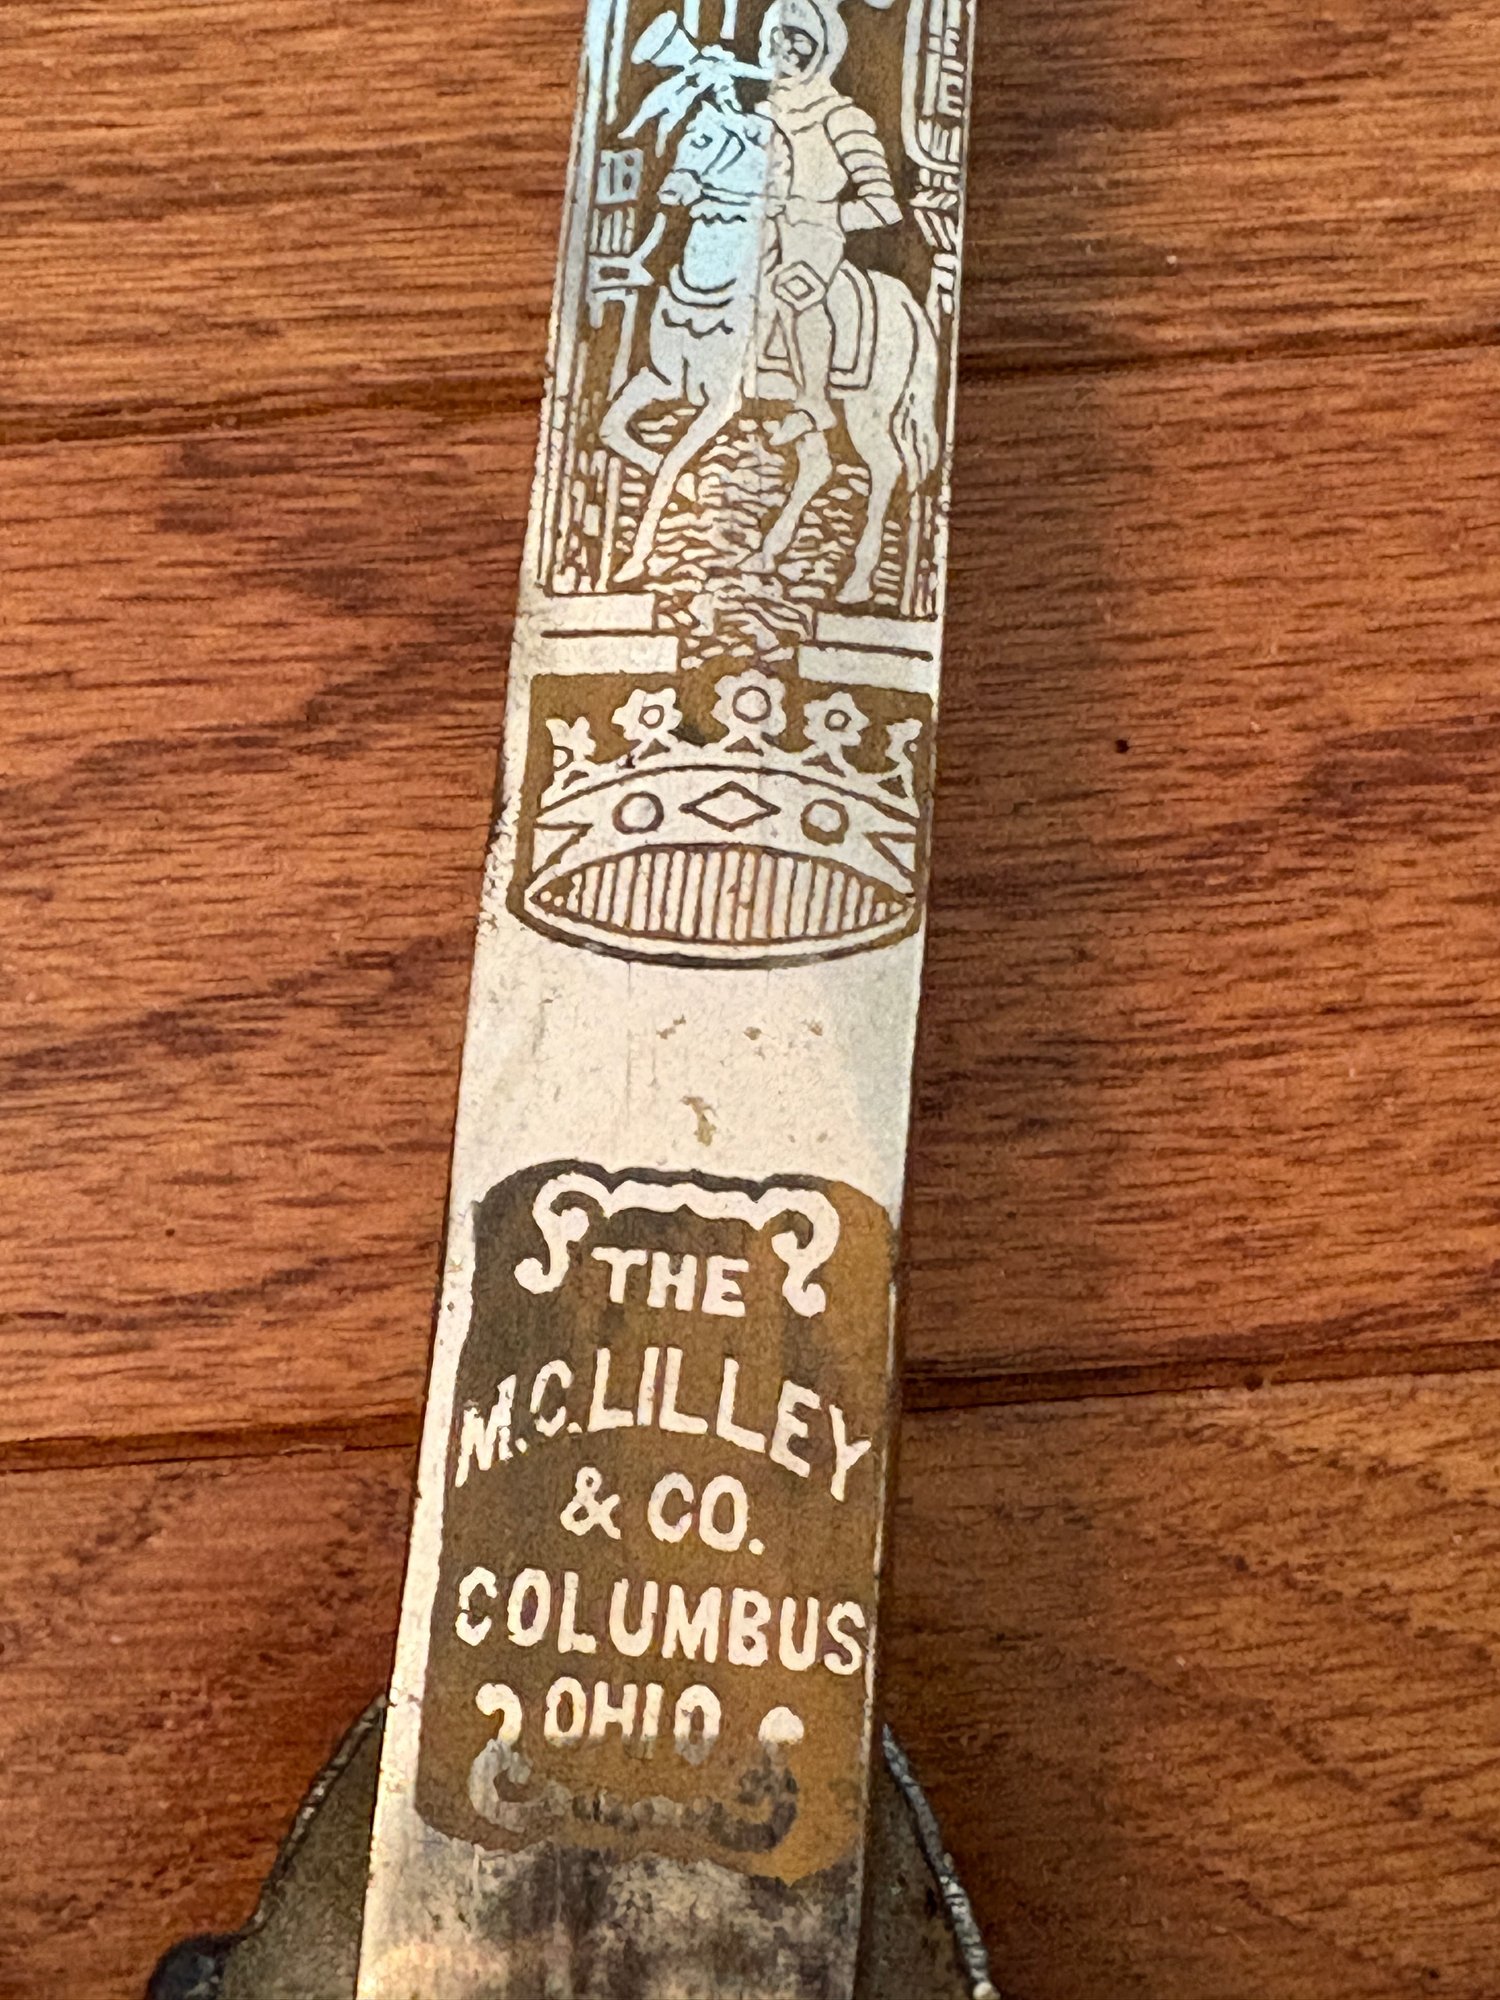 THE
M.C.LILLEY
& CO.
COLUMBUS
OHIO